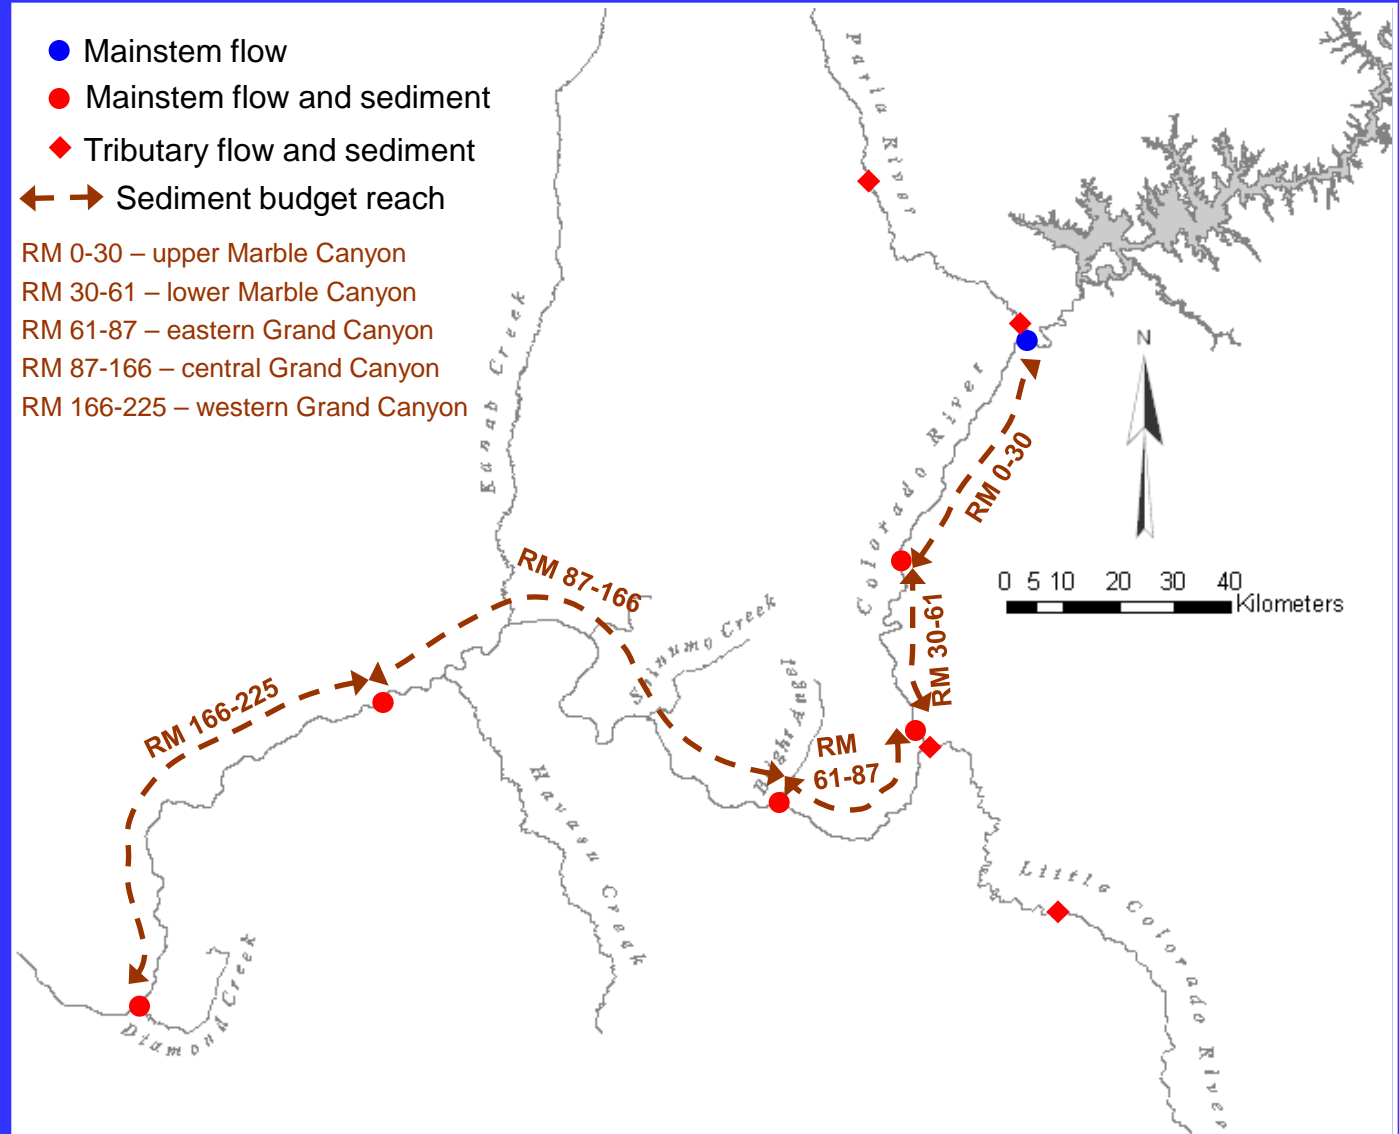 Mainstem flow
Mainstem flow and sediment
Tributary flow and sediment
Sediment budget reach
RM 0-30 – upper Marble Canyon
RM 30-61 – lower Marble Canyon
RM 61-87 – eastern Grand Canyon
RM 87-166 – central Grand Canyon
RM 166-225 – western Grand Canyon
Paria River
Kanab Creek
Colorado River
N
RM 0-30
0 5 10 20 30 40
Kilometers
RM 87-166
RM 30-61
Shinumo Creek
Bright Angel
RM
61-87
RM 166-225
Havasu Creek
Little Colorado River
Diamond Creek